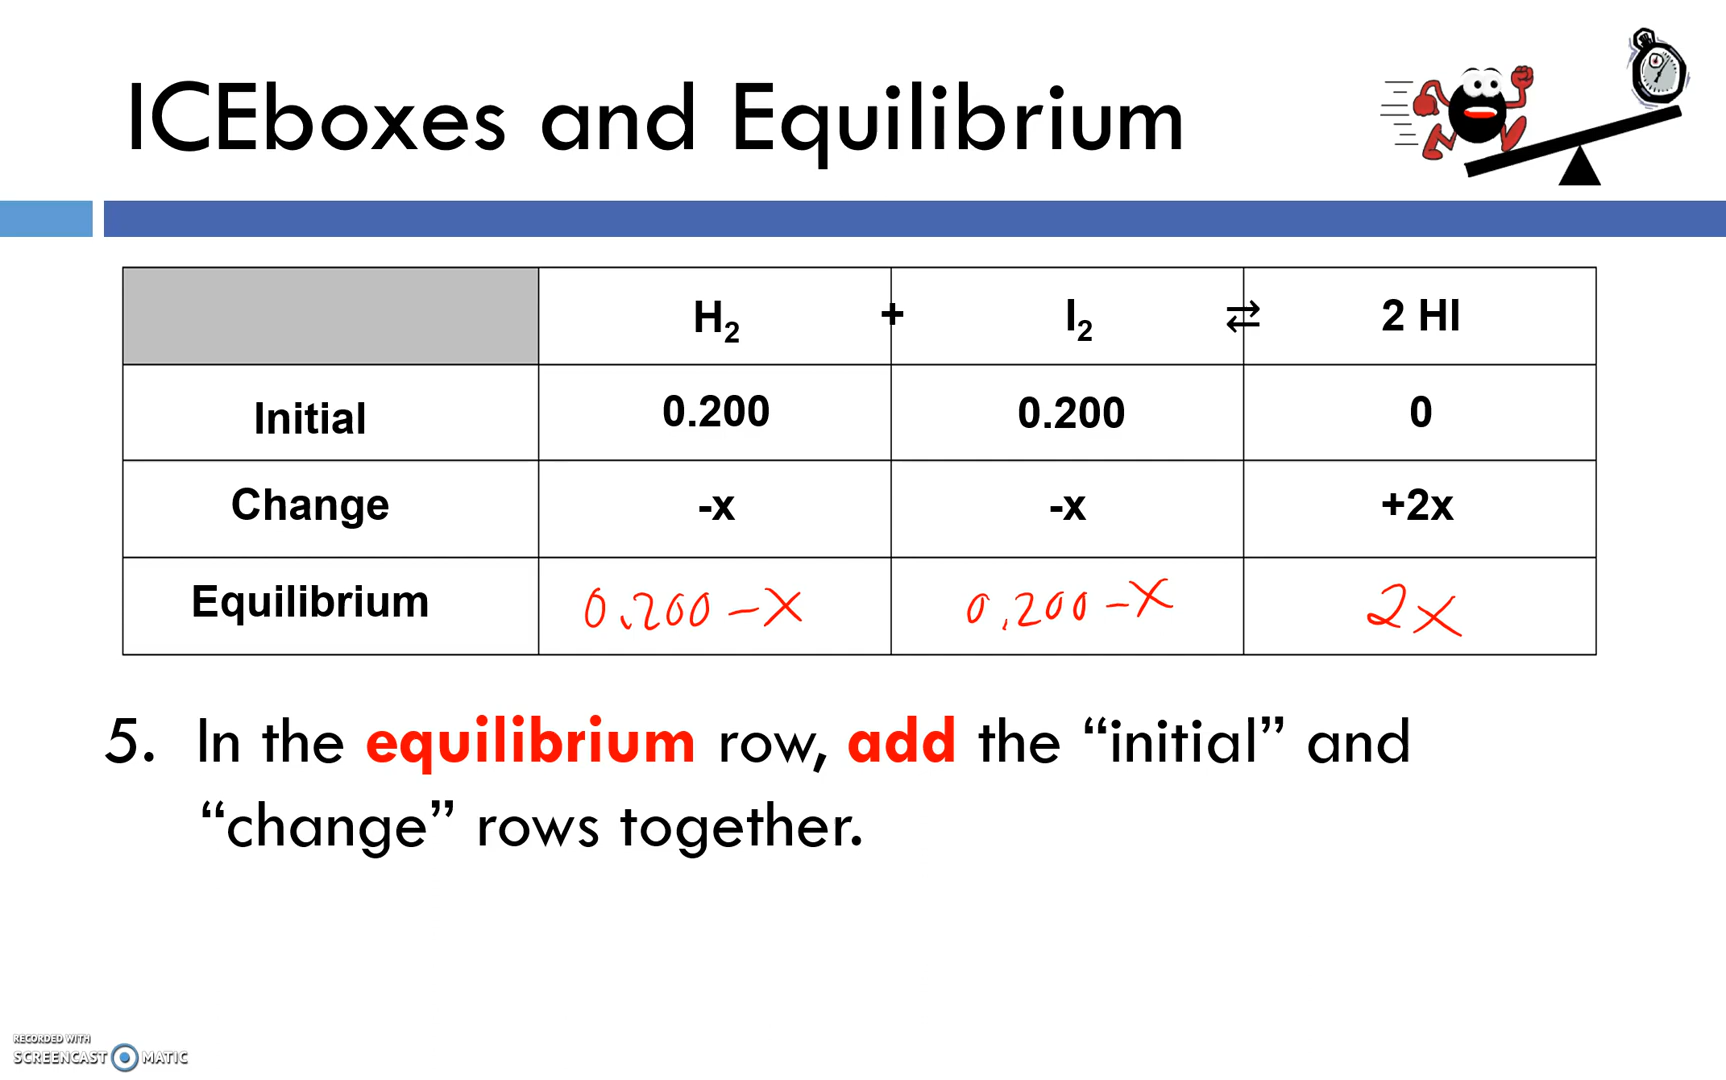 ICEboxes and Equilibrium
H2 + I2 ⇄ 2 HI
Initial 0.200 0.200 0
Change -x -x +2x
Equilibrium 0.200 - x 0.200 - x 2x
5. In the equilibrium row, add the “initial” and
“change” rows together.
RECORDED WITH
SCREENCAST MATIC